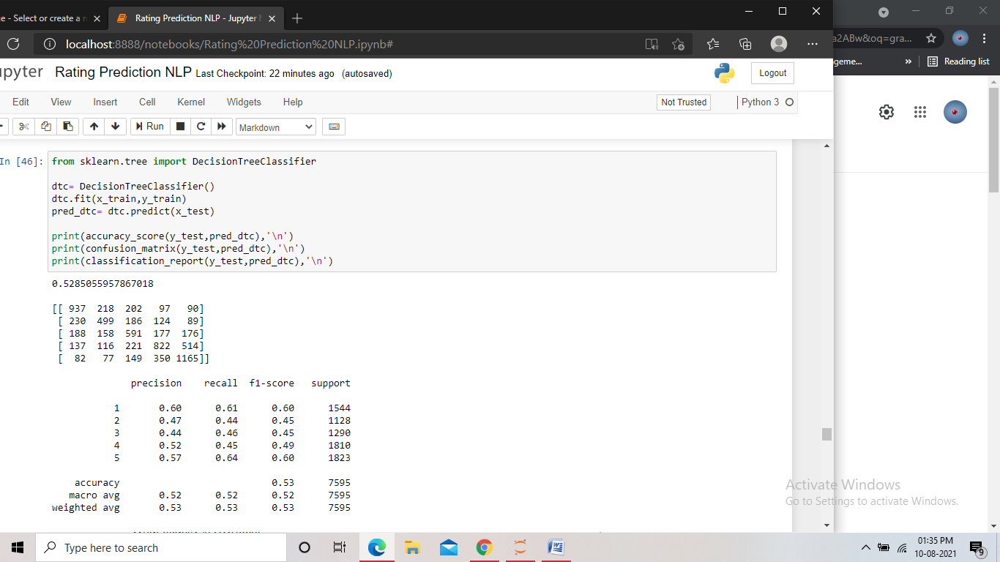 e - Select or create a n
Rating Prediction NLP - Jupyter
localhost:8888/notebooks/Rating%20Prediction%20NLP.ipynb#
a2ABw&oq=gra...
geme...
»
Reading list
upyter Rating Prediction NLP Last Checkpoint: 22 minutes ago (autosaved)
Logout
Edit View Insert Cell Kernel Widgets Help
Not Trusted
Python 3
Run
Markdown
In [46]:
from sklearn.tree import DecisionTreeClassifier
dtc= DecisionTreeClassifier()
dtc.fit(x_train,y_train)
pred_dtc= dtc.predict(x_test)
print(accuracy_score(y_test,pred_dtc),'\n')
print(confusion_matrix(y_test,pred_dtc),'\n')
print(classification_report(y_test,pred_dtc),'\n')
0.5285055957867018
[[ 937 218 202 97 90]
[ 230 499 186 124 89]
[ 188 158 591 177 176]
[ 137 116 221 822 514]
[ 82 77 149 350 1165]]
precision recall f1-score support
1 0.60 0.61 0.60 1544
2 0.47 0.44 0.45 1128
3 0.44 0.46 0.45 1290
4 0.52 0.45 0.49 1810
5 0.57 0.64 0.60 1823
accuracy 0.53 7595
macro avg 0.52 0.52 0.52 7595
weighted avg 0.53 0.53 0.53 7595
Activate Windows
Go to Settings to activate Windows.
Type here to search
01:35 PM
10-08-2021
9